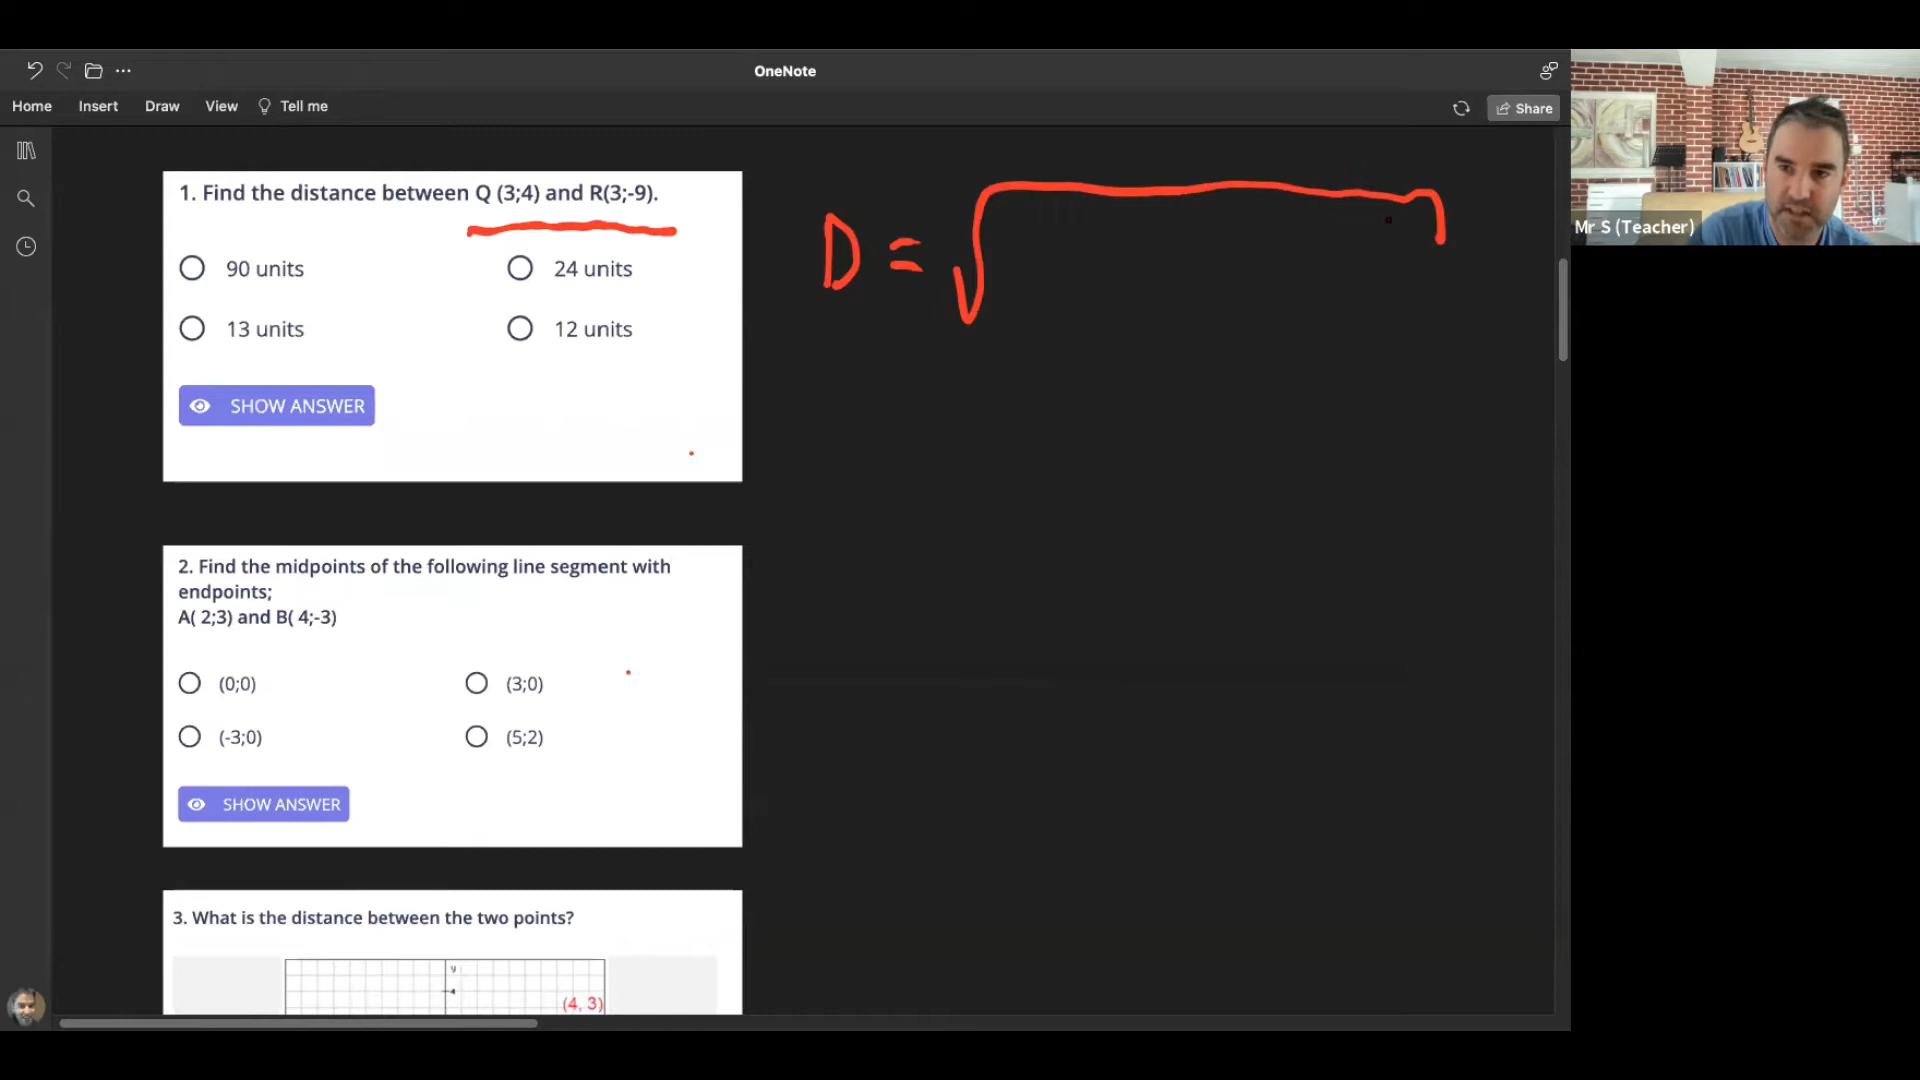 OneNote
Home Insert Draw View Tell me
Share
1. Find the distance between Q (3;4) and R(3;-9).
90 units
24 units
13 units
12 units
SHOW ANSWER
D = √
Mr S (Teacher)
2. Find the midpoints of the following line segment with
endpoints;
A( 2;3) and B( 4;-3)
(0;0)
(3;0)
(-3;0)
(5;2)
SHOW ANSWER
3. What is the distance between the two points?
y
4
(4, 3)